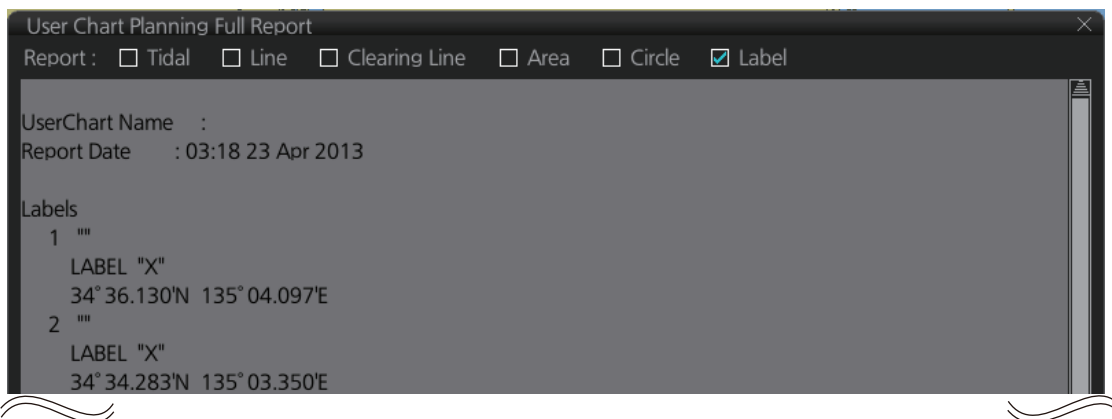 User Chart Planning Full Report
Report : Tidal Line Clearing Line Area Circle Label
UserChart Name :
Report Date : 03:18 23 Apr 2013
Labels
1 ""
LABEL "X"
34°36.130'N 135°04.097'E
2 ""
LABEL "X"
34°34.283'N 135°03.350'E